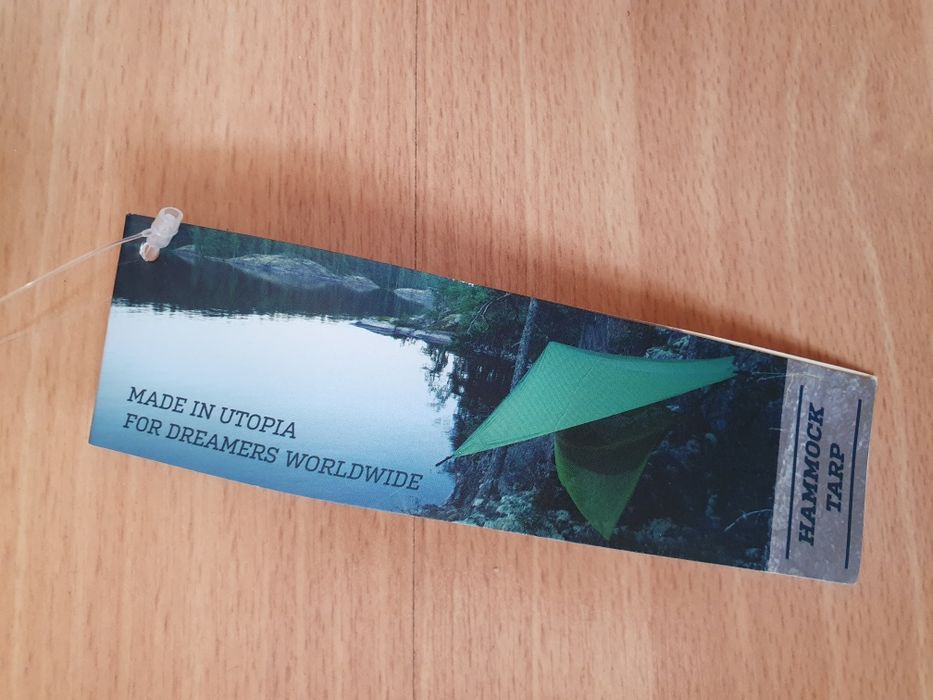 MADE IN UTOPIA
FOR DREAMERS WORLDWIDE
HAMMOCK
TARP